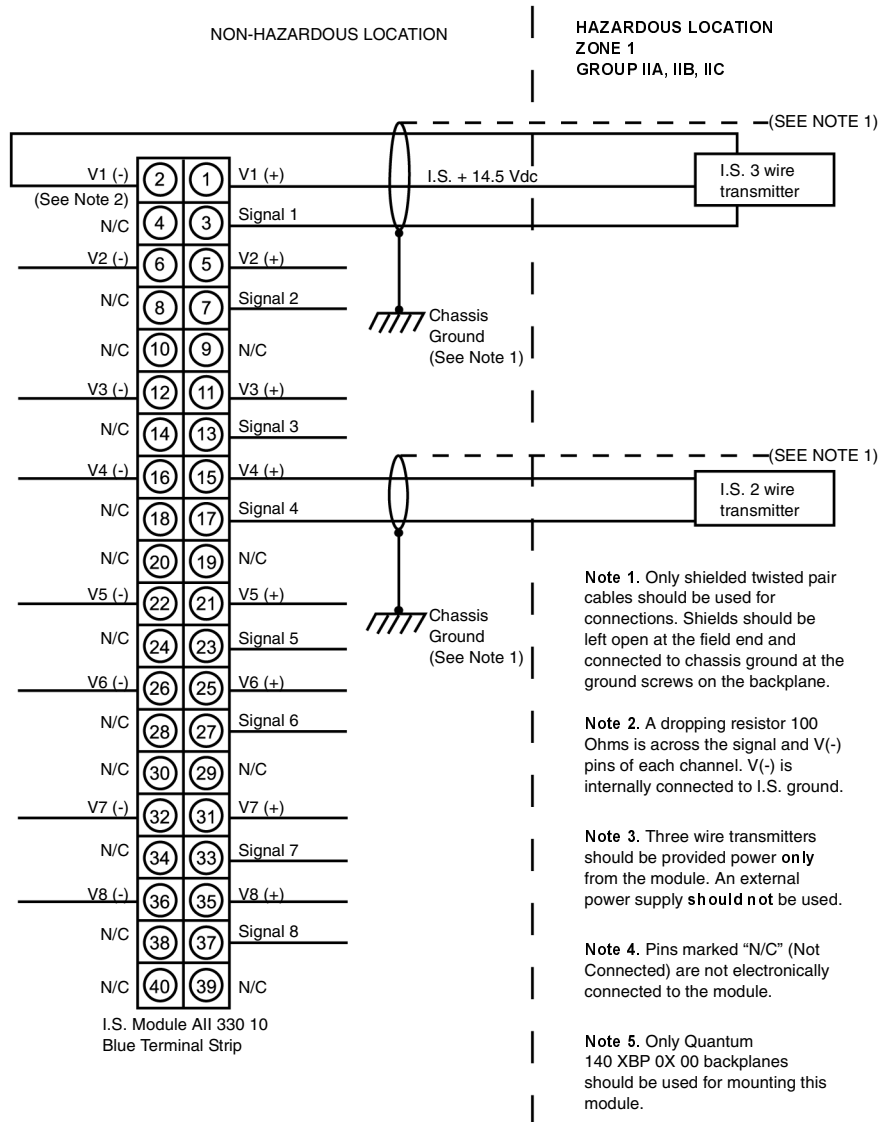 NON-HAZARDOUS LOCATION
HAZARDOUS LOCATION
ZONE 1
GROUP IIA, IIB, IIC
(SEE NOTE 1)
V1 (-) 2 1 V1 (+)
I.S. + 14.5 Vdc
I.S. 3 wire
transmitter
(See Note 2)
N/C 4 3 Signal 1
V2 (-) 6 5 V2 (+)
N/C 8 7 Signal 2
Chassis
Ground
(See Note 1)
N/C 10 9 N/C
V3 (-) 12 11 V3 (+)
N/C 14 13 Signal 3
(SEE NOTE 1)
V4 (-) 16 15 V4 (+)
I.S. 2 wire
transmitter
N/C 18 17 Signal 4
N/C 20 19 N/C
V5 (-) 22 21 V5 (+)
Chassis
Ground
(See Note 1)
N/C 24 23 Signal 5
V6 (-) 26 25 V6 (+)
N/C 28 27 Signal 6
N/C 30 29 N/C
V7 (-) 32 31 V7 (+)
N/C 34 33 Signal 7
V8 (-) 36 35 V8 (+)
N/C 38 37 Signal 8
N/C 40 39 N/C
I.S. Module AII 330 10
Blue Terminal Strip
Note 1. Only shielded twisted pair
cables should be used for
connections. Shields should be
left open at the field end and
connected to chassis ground at the
ground screws on the backplane.
Note 2. A dropping resistor 100
Ohms is across the signal and V(-)
pins of each channel. V(-) is
internally connected to I.S. ground.
Note 3. Three wire transmitters
should be provided power only
from the module. An external
power supply should not be used.
Note 4. Pins marked “N/C” (Not
Connected) are not electronically
connected to the module.
Note 5. Only Quantum
140 XBP 0X 00 backplanes
should be used for mounting this
module.